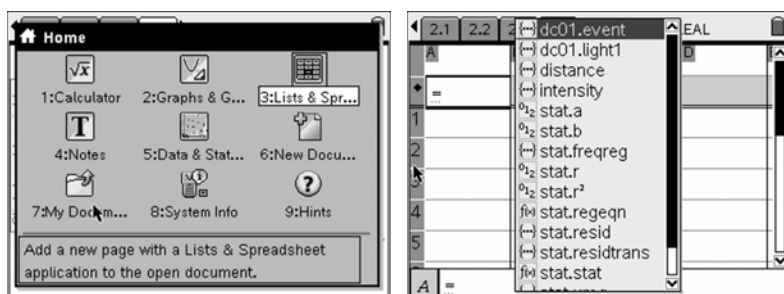 Home
1:Calculator 2:Graphs & G... 3:Lists & Spr...
4:Notes 5:Data & Stat... 6:New Docu...
7:My Docum... 8:System Info 9:Hints
Add a new page with a Lists & Spreadsheet
application to the open document.
2.1 2.2 2 EAL
A D
=
1
2
3
4
5
A =
dc01.event
dc01.light1
distance
intensity
stat.a
stat.b
stat.freqreg
stat.r
stat.r²
stat.regeqn
stat.resid
stat.residtrans
stat.stat